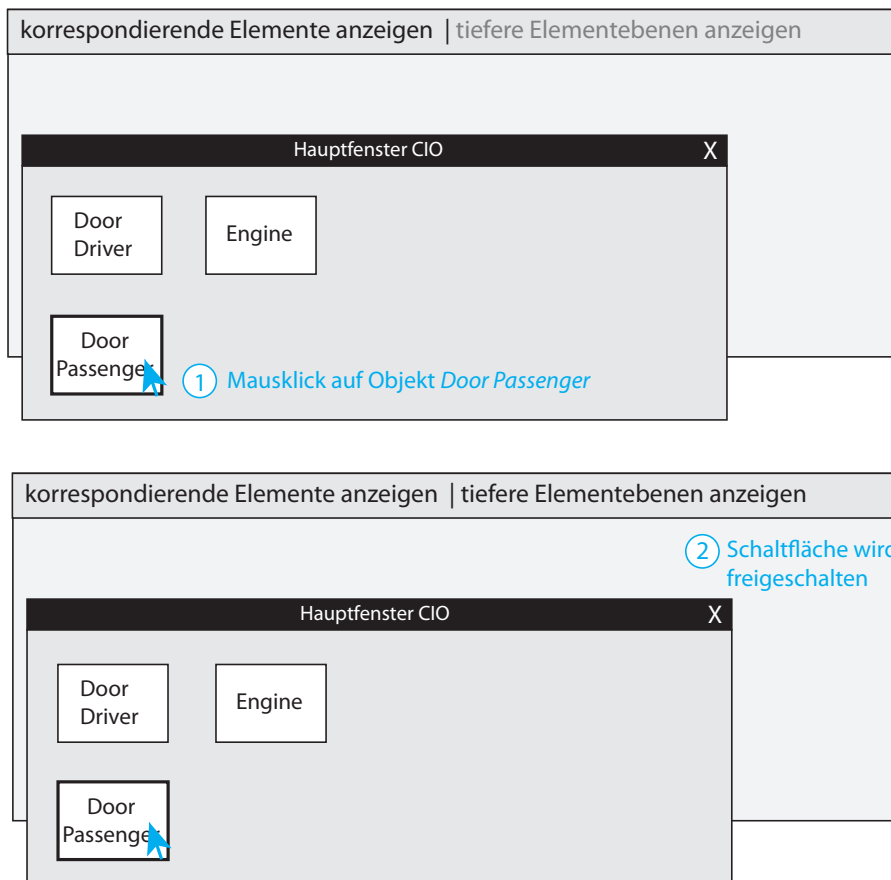 korrespondierende Elemente anzeigen | tiefere Elementebenen anzeigen
Hauptfenster CIO X
Door
Driver
Engine
Door
Passenger
1 Mausklick auf Objekt Door Passenger
korrespondierende Elemente anzeigen | tiefere Elementebenen anzeigen
2 Schaltfläche wird
freigeschalten
Hauptfenster CIO X
Door
Driver
Engine
Door
Passenger